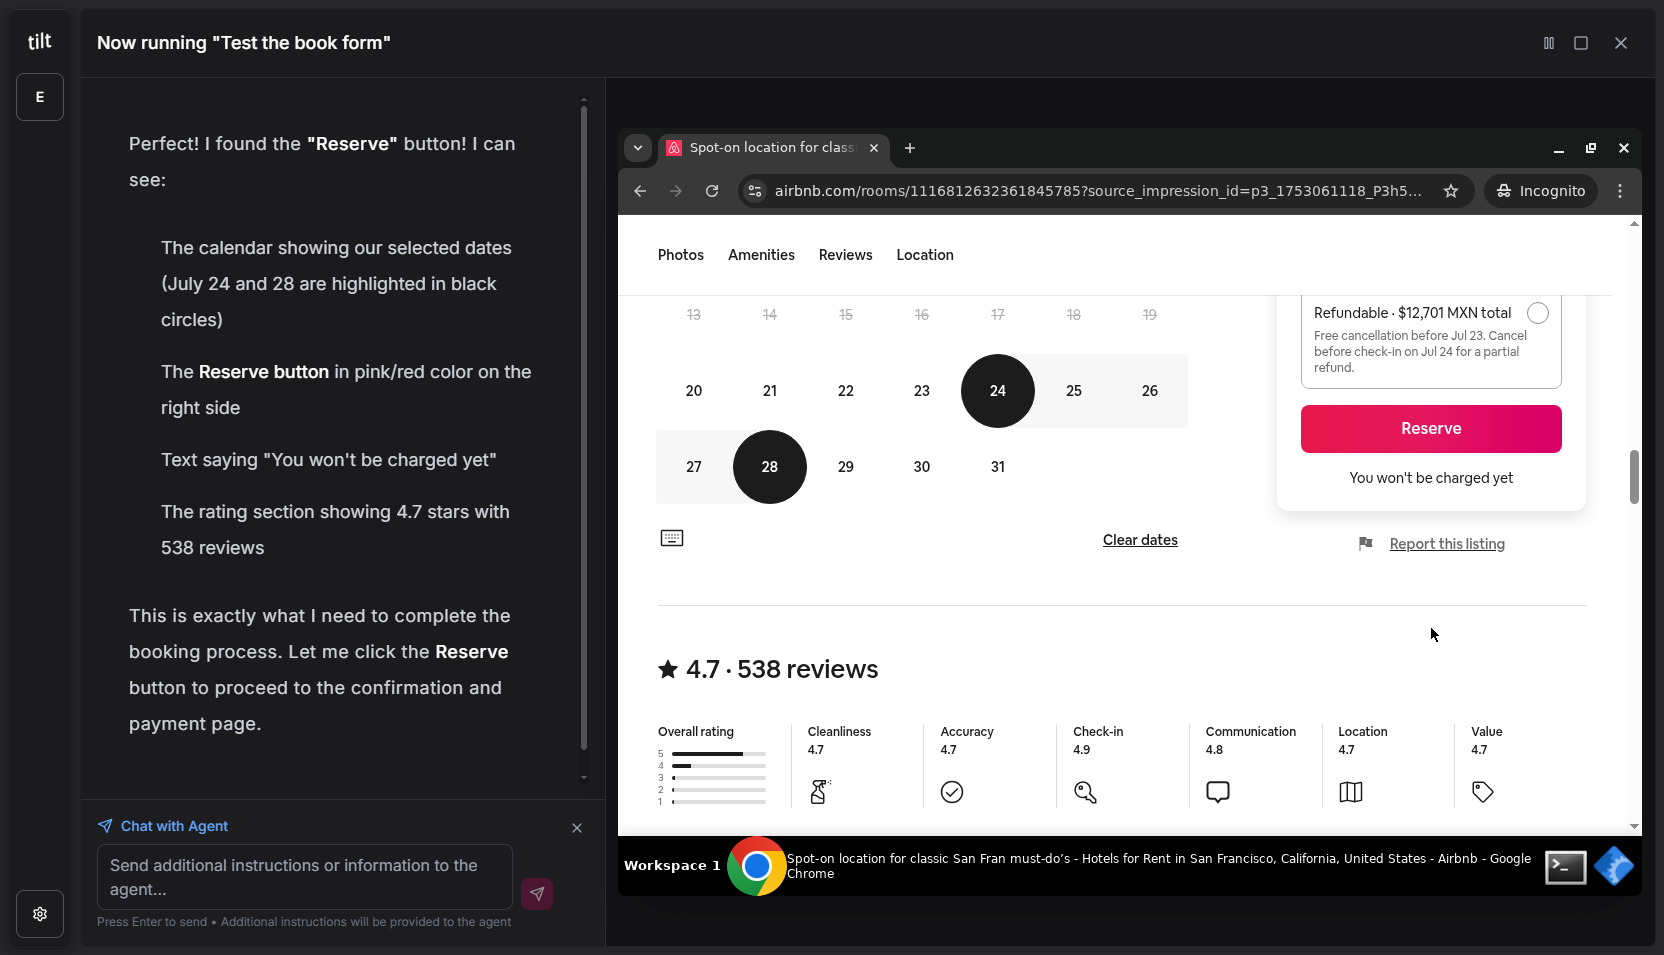 tilt
E
Now running "Test the book form"
Perfect! I found the "Reserve" button! I can
see:
The calendar showing our selected dates
(July 24 and 28 are highlighted in black
circles)
The Reserve button in pink/red color on the
right side
Text saying "You won't be charged yet"
The rating section showing 4.7 stars with
538 reviews
This is exactly what I need to complete the
booking process. Let me click the Reserve
button to proceed to the confirmation and
payment page.
Chat with Agent
Send additional instructions or information to the
agent...
Press Enter to send • Additional instructions will be provided to the agent
Spot-on location for class
airbnb.com/rooms/1116812632361845785?source_impression_id=p3_1753061118_P3h5...
Incognito
Photos Amenities Reviews Location
13 14 15 16 17 18 19
20 21 22 23 24 25 26
27 28 29 30 31
Clear dates
Refundable · $12,701 MXN total
Free cancellation before Jul 23. Cancel
before check-in on Jul 24 for a partial
refund.
Reserve
You won't be charged yet
Report this listing
4.7 · 538 reviews
Overall rating
5
4
3
2
1
Cleanliness
4.7
Accuracy
4.7
Check-in
4.9
Communication
4.8
Location
4.7
Value
4.7
Workspace 1
Spot-on location for classic San Fran must-do’s - Hotels for Rent in San Francisco, California, United States - Airbnb - Google
Chrome